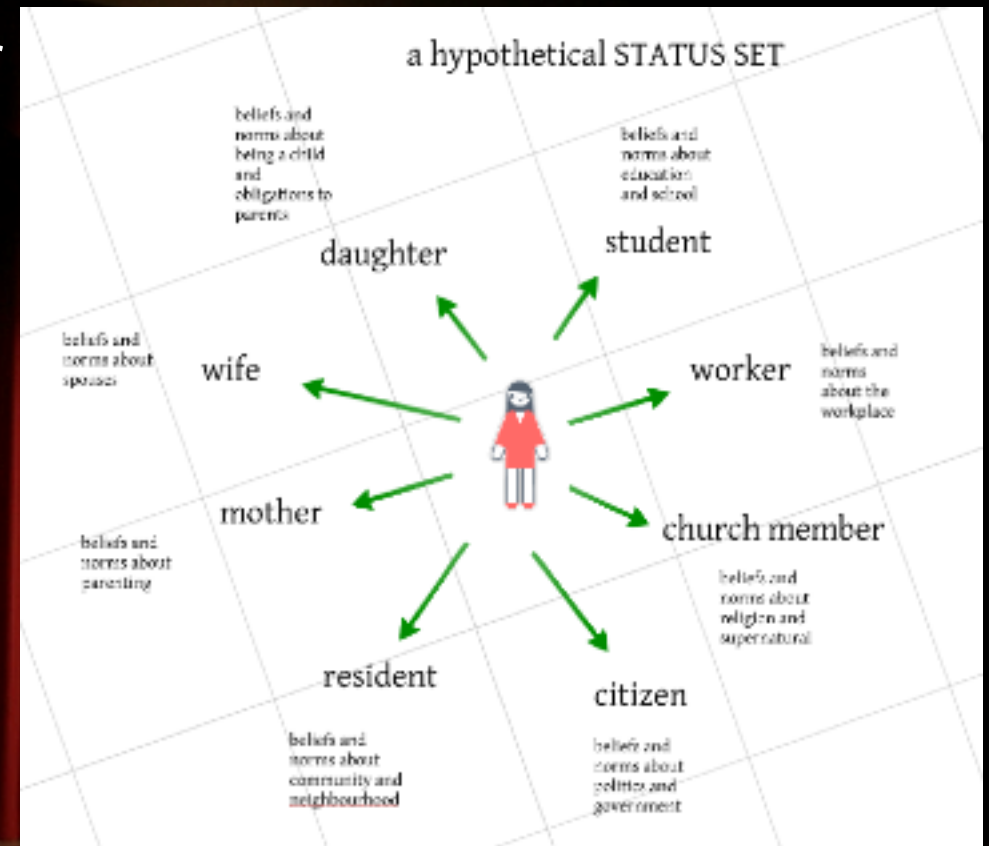 a hypothetical STATUS SET
beliefs and
norms about
being a child
and
obligations to
parents
daughter
beliefs and
norms about
education
and school
student
beliefs and
norms about
spouses
wife
worker
beliefs and
norms
about the
workplace
mother
beliefs and
norms about
parenting
church member
beliefs and
norms about
religion and
supernatural
resident
beliefs and
norms about
community and
neighbourhood
citizen
beliefs and
norms about
politics and
government